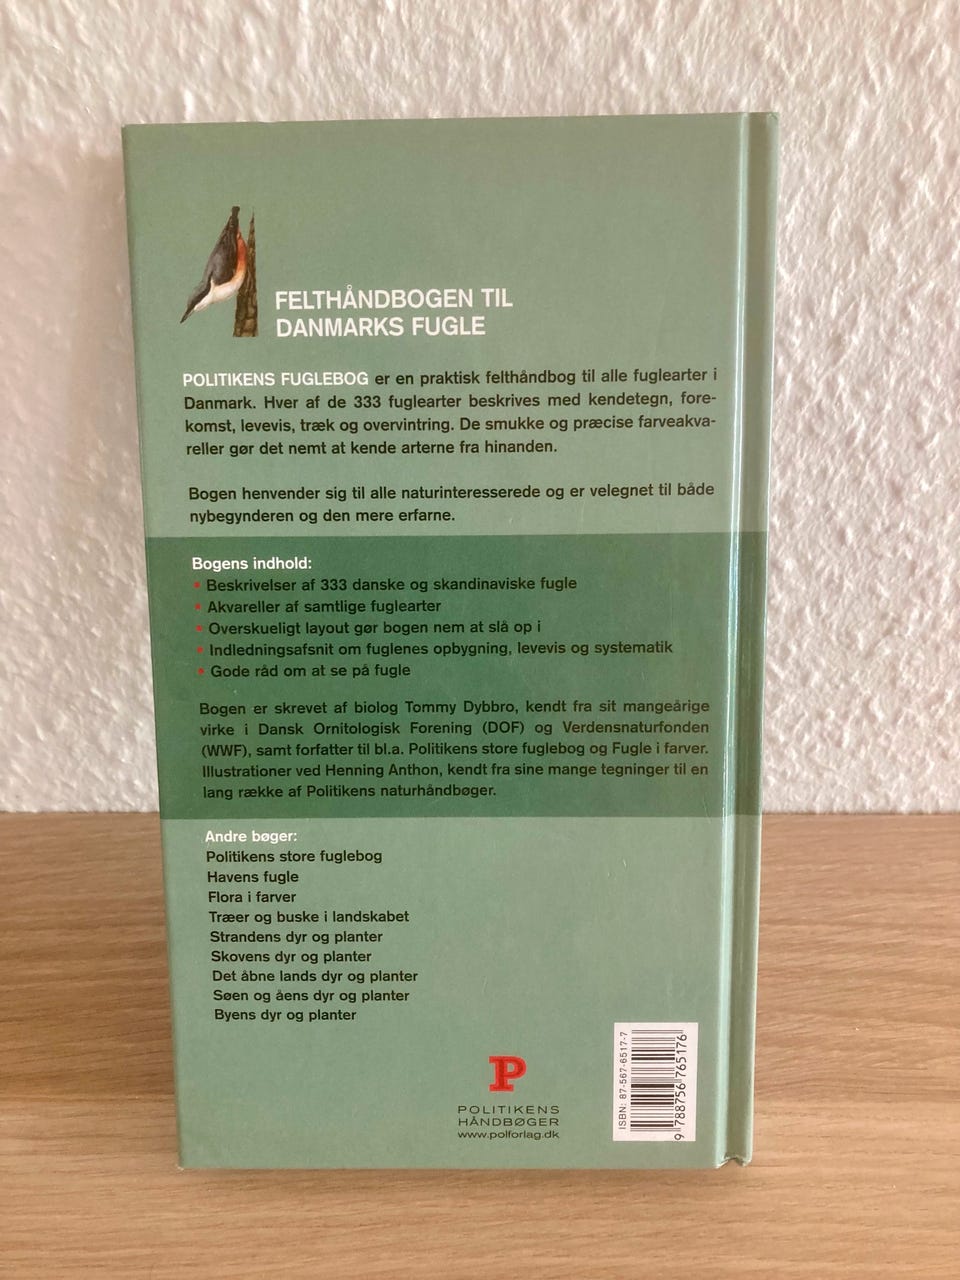 FELTHÅNDBOGEN TIL
DANMARKS FUGLE
POLITIKENS FUGLEBOG er en praktisk felthåndbog til alle fuglearter i
Danmark. Hver af de 333 fuglearter beskrives med kendetegn, fore-
komst, levevis, træk og overvintring. De smukke og præcise farveakva-
reller gør det nemt at kende arterne fra hinanden.
Bogen henvender sig til alle naturinteresserede og er velegnet til både
nybegynderen og den mere erfarne.
Bogens indhold:
• Beskrivelser af 333 danske og skandinaviske fugle
• Akvareller af samtlige fuglearter
• Overskueligt layout gør bogen nem at slå op i
• Indledningsafsnit om fuglenes opbygning, levevis og systematik
• Gode råd om at se på fugle
Bogen er skrevet af biolog Tommy Dybbro, kendt fra sit mangeårige
virke i Dansk Ornitologisk Forening (DOF) og Verdensnaturfonden
(WWF), samt forfatter til bl.a. Politikens store fuglebog og Fugle i farver.
Illustrationer ved Henning Anthon, kendt fra sine mange tegninger til en
lang række af Politikens naturhåndbøger.
Andre bøger:
Politikens store fuglebog
Havens fugle
Flora i farver
Træer og buske i landskabet
Strandens dyr og planter
Skovens dyr og planter
Det åbne lands dyr og planter
Søen og åens dyr og planter
Byens dyr og planter
P
POLITIKENS
HÅNDBØGER
www.polforlag.dk
ISBN: 87-567-6517-7
9 788756 765176